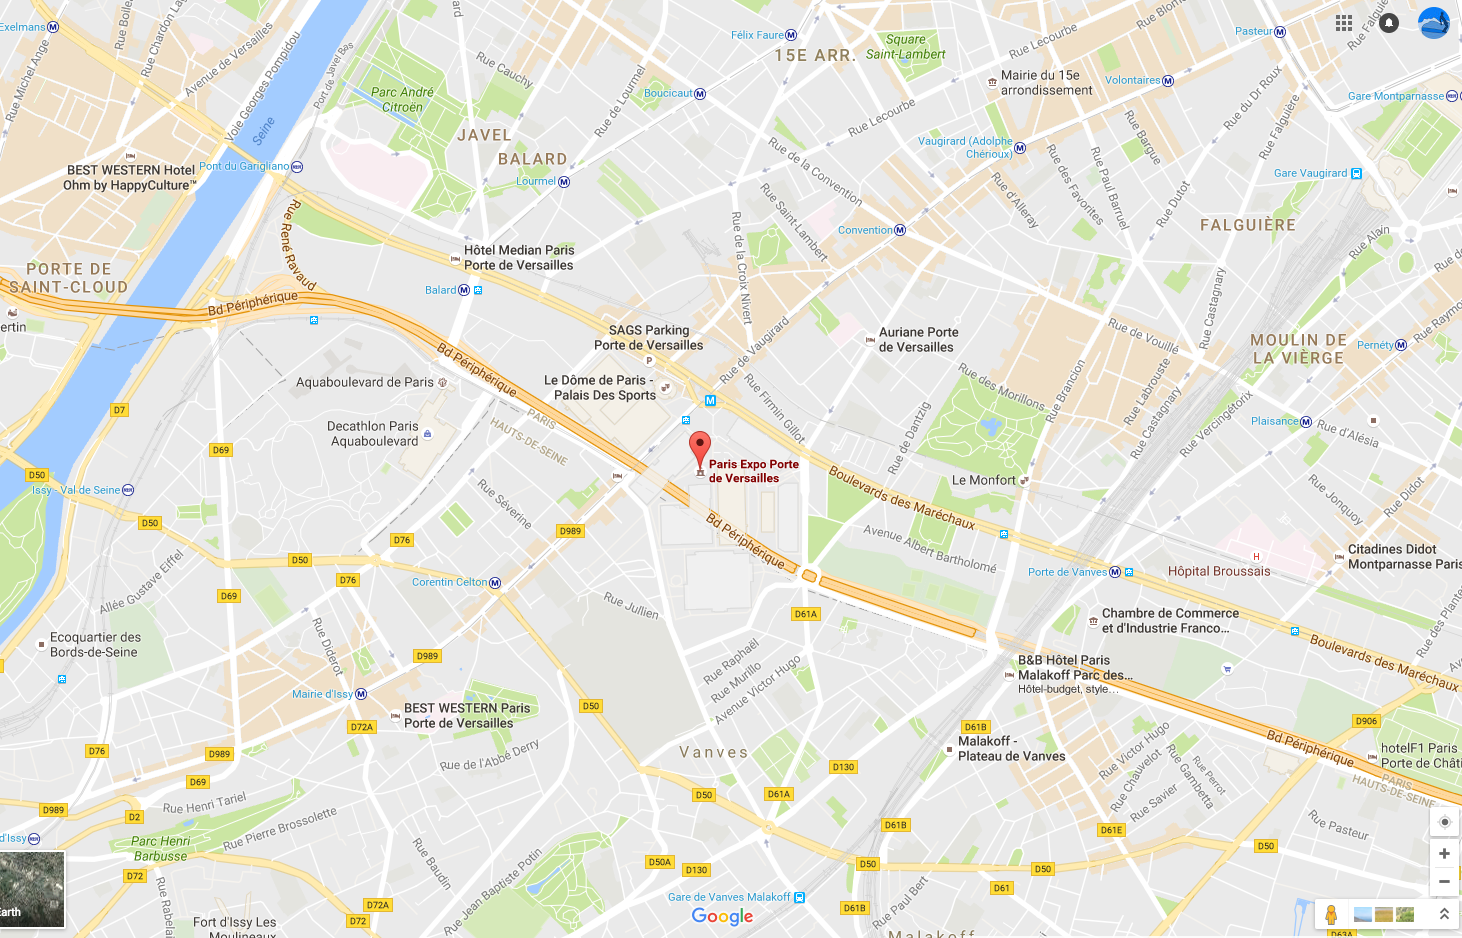 Exelmans
Rue Michel Ange
Rue Boileau
Rue Chardon Lagache
Avenue de Versailles
Voie Georges Pompidou
Port de Javel Bas
Seine
Parc André
Citroën
Rue Cauchy
Félix Faure
15E ARR.
Square
Saint-Lambert
Rue Lecourbe
Mairie du 15e
arrondissement
Pasteur
Volontaires
Rue Falguière
Gare Montparnasse
Boucicaut
Rue de Lourmel
Rue Lecourbe
Rue du Dr Roux
Rue Falguière
JAVEL
BALARD
Lourmel
Vaugirard (Adolphe
Chérioux)
Rue Bargue
Rue de la Convention
Rue Paul Barruel
Rue des Favorites
Rue d'Alleray
Rue Dutot
Gare Vaugirard
BEST WESTERN Hotel
Ohm by HappyCulture™
Pont du Garigliano
Rue René Ravaud
Rue Saint-Lambert
Rue de la Croix Nivert
Convention
FALGUIÈRE
Rue Alain
PORTE DE
SAINT-CLOUD
Hôtel Median Paris
Porte de Versailles
Balard
Bd Périphérique
SAGS Parking
Porte de Versailles
Rue de Vaugirard
Auriane Porte
de Versailles
Rue Castagnary
Rue de Vouillé
MOULIN DE
LA VIERGE
Rue Raymond
Pernéty
Bd Périphérique
Aquaboulevard de Paris
Le Dôme de Paris -
Palais Des Sports
Rue Firmin Gillot
Rue des Morillons
Rue Brancion
Rue Labrouste
Rue Castagnary
Rue Vercingétorix
Plaisance
Rue d'Alésia
D7
D69
Decathlon Paris
Aquaboulevard
PARIS
HAUTS-DE-SEINE
Rue de Dantzig
Paris Expo Porte
de Versailles
Boulevards des Maréchaux
Le Monfort
Rue Jonquoy
Rue Didot
D50
Issy - Val de Seine
D50
Rue Séverine
D989
Bd Périphérique
Avenue Albert Bartholomé
Hôpital Broussais
Citadines Didot
Montparnasse Paris
D76
D50
D76
Corentin Celton
Porte de Vanves
Allée Gustave Eiffel
D69
Rue Jullien
D61A
Chambre de Commerce
et d'Industrie Franco...
Rue des Plantes
Ecoquartier des
Bords-de-Seine
Rue Diderot
D989
Rue Raphaël
Rue Murillo
Avenue Victor Hugo
Boulevards des Maréchaux
B&B Hôtel Paris
Malakoff Parc des...
Hôtel-budget, style...
Mairie d'Issy
BEST WESTERN Paris
Porte de Versailles
D50
D72A
D61B
D906
Bd Périphérique
D76
D989
Rue de l'Abbé Derry
Vanves
Malakoff -
Plateau de Vanves
Rue Victor Hugo
Rue Chauvelot
Rue Gambetta
Rue Perrot
Rue Savier
hotelF1 Paris
Porte de Châti
PARIS
HAUTS-DE-SEINE
D69
D130
D50
D61A
D989
D2
Rue Henri Tariel
Rue Pierre Brossolette
Parc Henri
Barbusse
D61B
D61E
Rue Pasteur
D50
d'Issy
D72
Rue Baudin
Rue Jean Baptiste Potin
D50A
D130
D50
D50
D61
Rue Paul Bert
Gare de Vanves Malakoff
D72A
D72
D61B
Earth
Rue Rabelais
Fort d'Issy Les
Moulineaux
Google
Malakoff
D63A